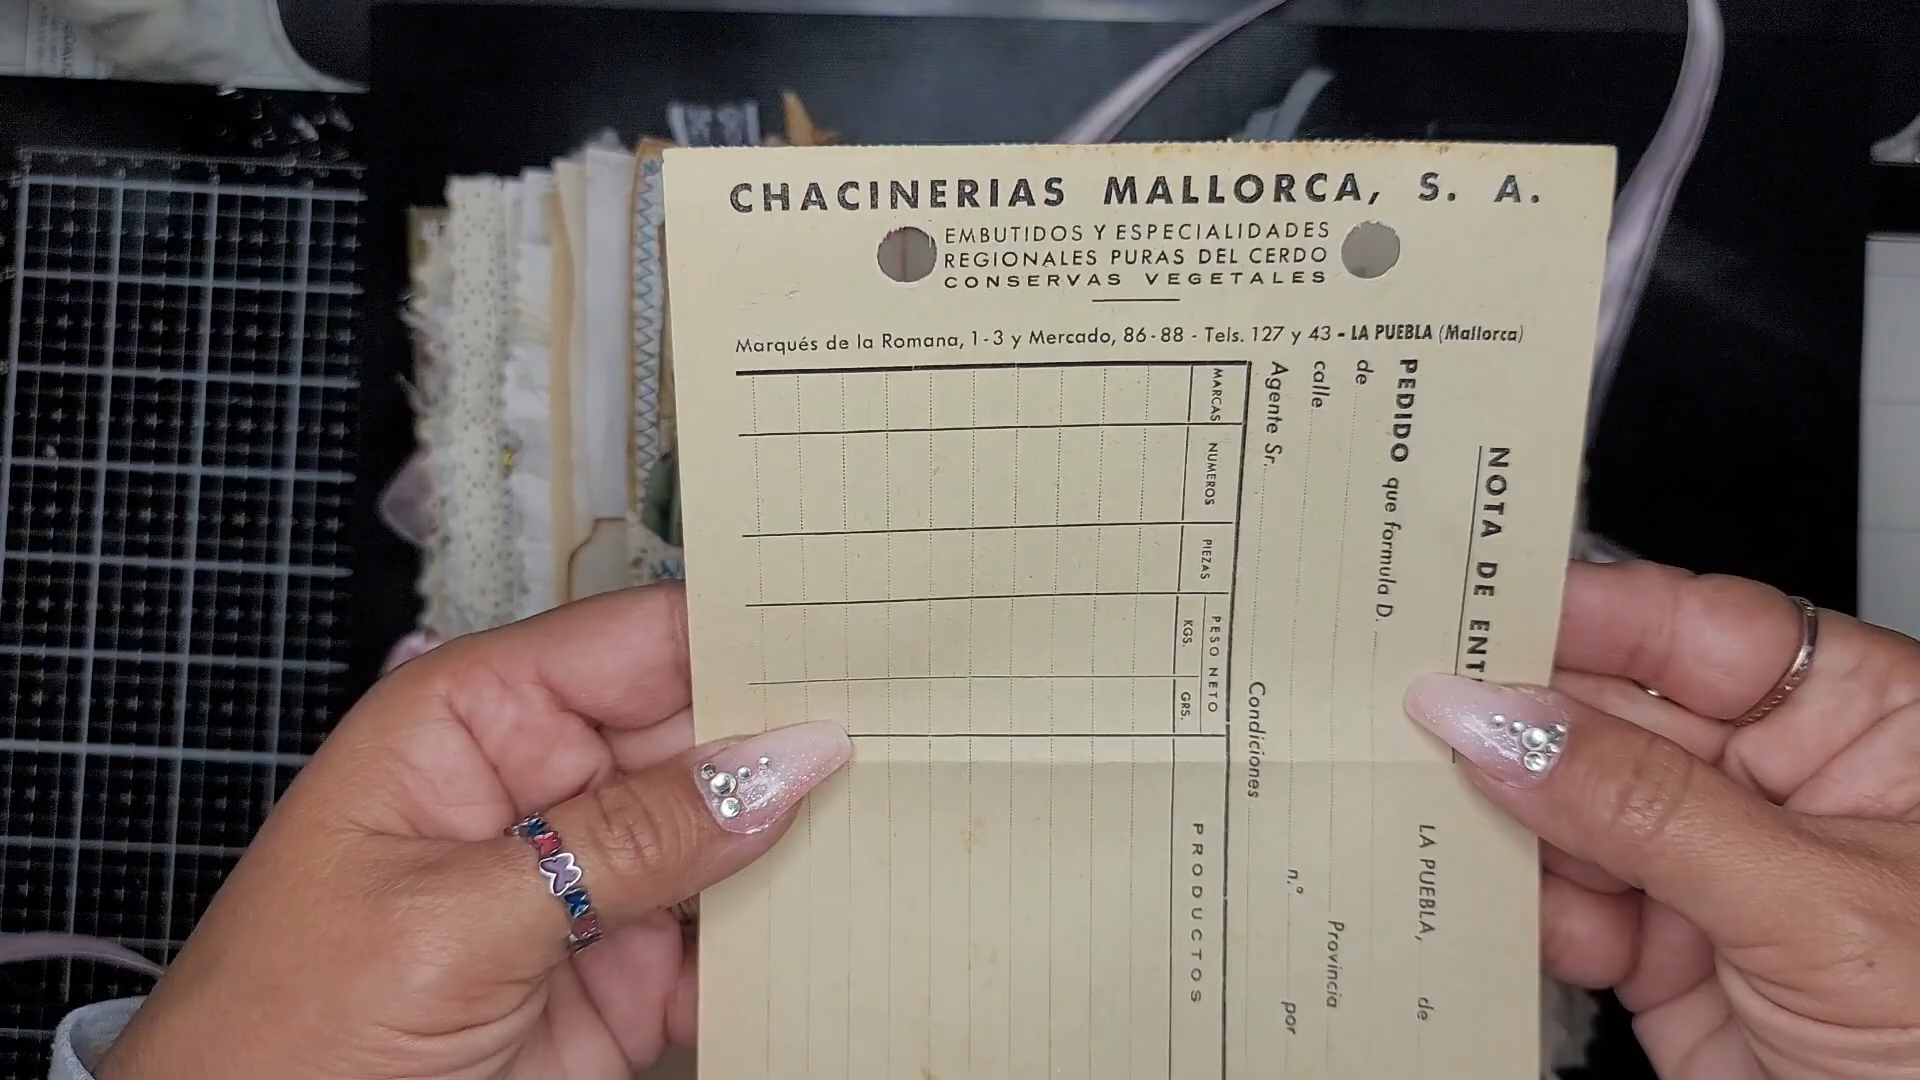 CHACINERIAS MALLORCA, S. A.
EMBUTIDOS Y ESPECIALIDADES
REGIONALES PURAS DEL CERDO
CONSERVAS VEGETALES
Marqués de la Romana, 1-3 y Mercado, 86-88 - Tels. 127 y 43 - LA PUEBLA (Mallorca)
NOTA DE
LA PUEBLA, de
PEDIDO que formula D.
de Provincia
calle n.º por
Agente Sr. Condiciones
MARCAS NUMEROS PIEZAS PESO NETO PRODUCTOS
KGS. GRS.